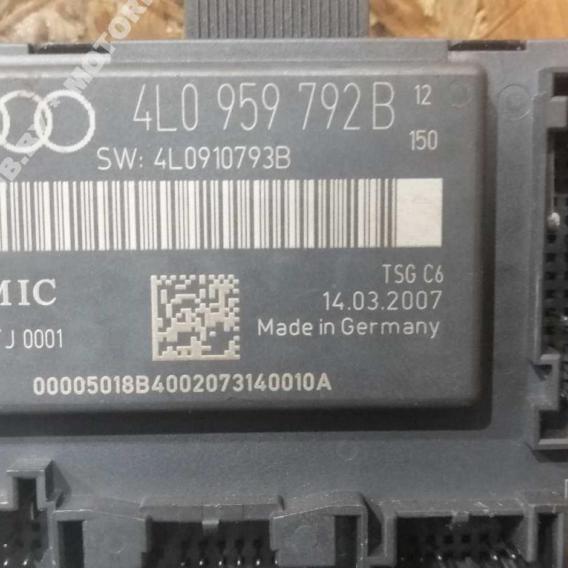 4L0 959 792 B 12
150
SW: 4L0910793B
TSG C6
MIC
14.03.2007
J 0001
Made in Germany
00005018B4002073140010A